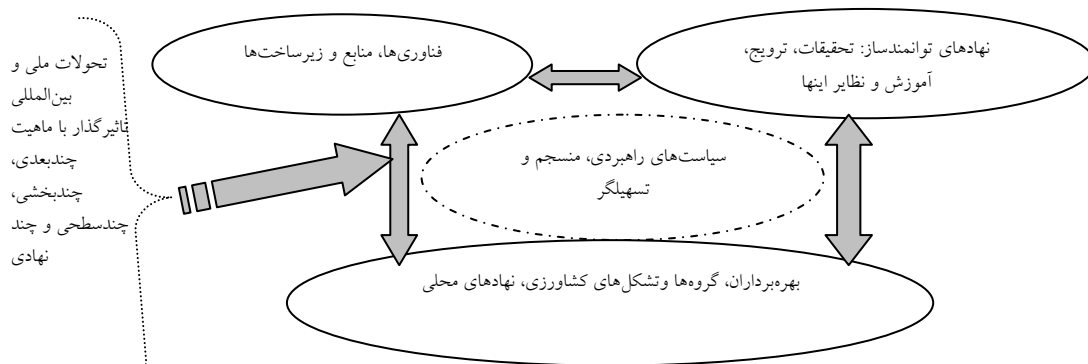 نهادهای توانمندساز: تحقیقات، ترویج،
آموزش و نظایر اینها
فناوری‌ها، منابع و زیرساخت‌ها
تحولات ملی و
بین‌المللی
تاثیرگذار با ماهیت
چندبعدی،
چندبخشی،
چندسطحی و چند
نهادی
سیاست‌های راهبردی، منسجم و
تسهیلگر
بهره‌برداران، گروه‌ها وتشکل‌های کشاورزی، نهادهای محلی